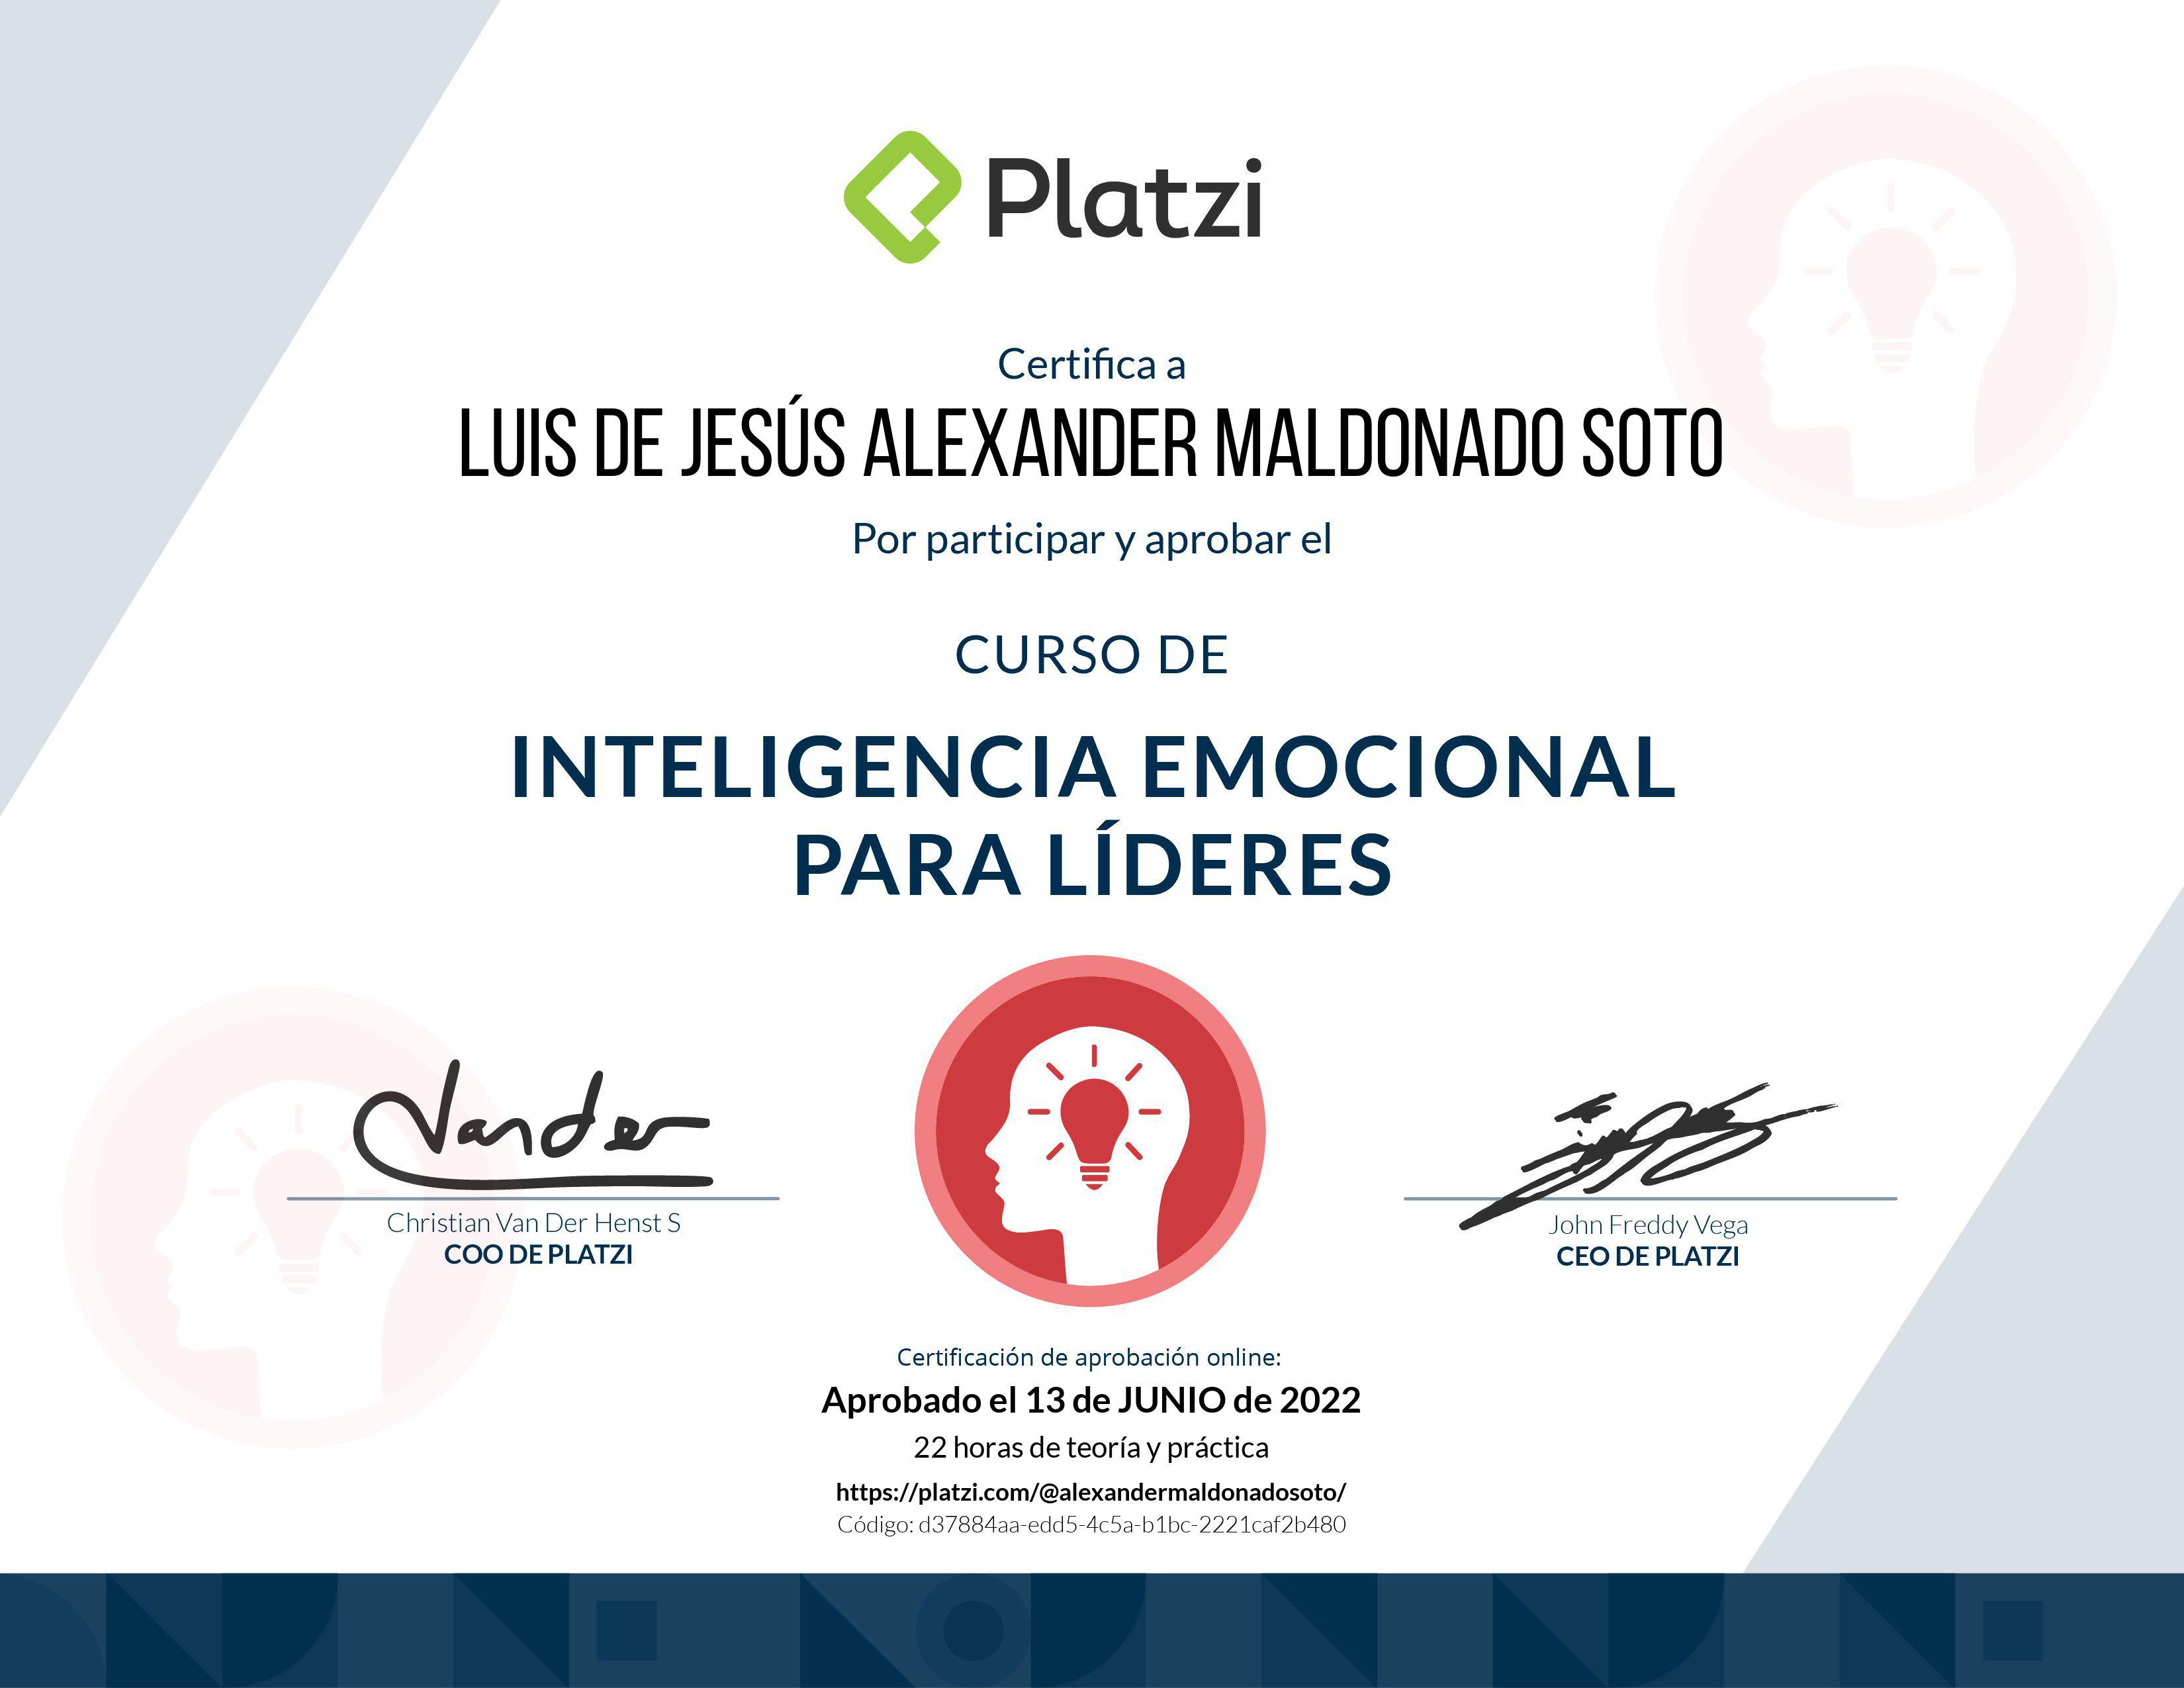 Platzi
Certifica a
LUIS DE JESÚS ALEXANDER MALDONADO SOTO
Por participar y aprobar el
CURSO DE
INTELIGENCIA EMOCIONAL
PARA LÍDERES
Vander
Christian Van Der Henst S
COO DE PLATZI
John Freddy Vega
CEO DE PLATZI
Certificación de aprobación online:
Aprobado el 13 de JUNIO de 2022
22 horas de teoría y práctica
https://platzi.com/@alexandermaldonadosoto/
Código: d37884aa-edd5-4c5a-b1bc-2221caf2b480